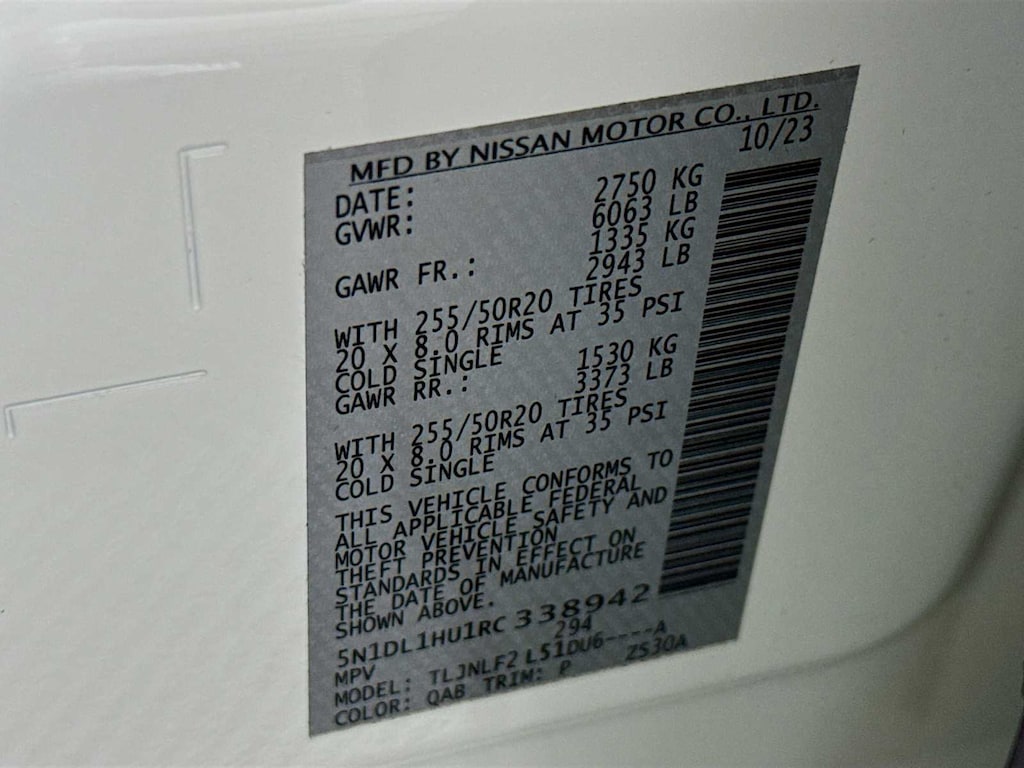 MFD BY NISSAN MOTOR CO., LTD.
DATE: 10/23
GVWR: 2750 KG
6063 LB
GAWR FR.: 1335 KG
2943 LB
WITH 255/50R20 TIRES
20 X 8.0 RIMS AT 35 PSI
COLD SINGLE
GAWR RR.: 1530 KG
3373 LB
WITH 255/50R20 TIRES
20 X 8.0 RIMS AT 35 PSI
COLD SINGLE
THIS VEHICLE CONFORMS TO
ALL APPLICABLE FEDERAL
MOTOR VEHICLE SAFETY AND
THEFT PREVENTION
STANDARDS IN EFFECT ON
THE DATE OF MANUFACTURE
SHOWN ABOVE.
5N1DL1HU1RC 338942
MPV 294
MODEL: TLJNLF2 L51DU6----A
COLOR: QAB TRIM: P Z530A